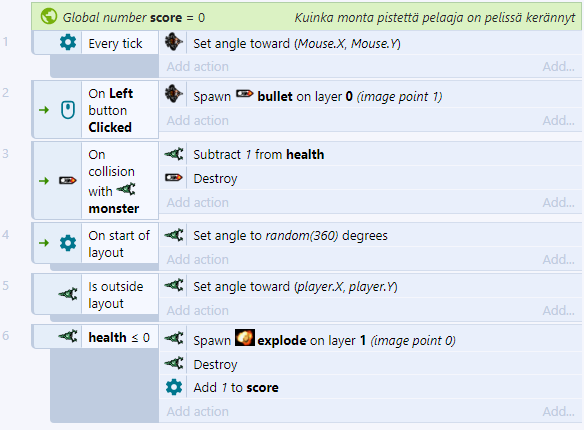 Global number score = 0 Kuinka monta pistettä pelaaja on pelissä kerännyt
1 Every tick Set angle toward (Mouse.X, Mouse.Y)
Add action Add...
2 On Left button Clicked Spawn bullet on layer 0 (image point 1)
Add action Add...
3 On collision with monster Subtract 1 from health
Destroy
Add action Add...
4 On start of layout Set angle to random(360) degrees
Add action Add...
5 Is outside layout Set angle toward (player.X, player.Y)
Add action Add...
6 health ≤ 0 Spawn explode on layer 1 (image point 0)
Destroy
Add 1 to score
Add action Add...